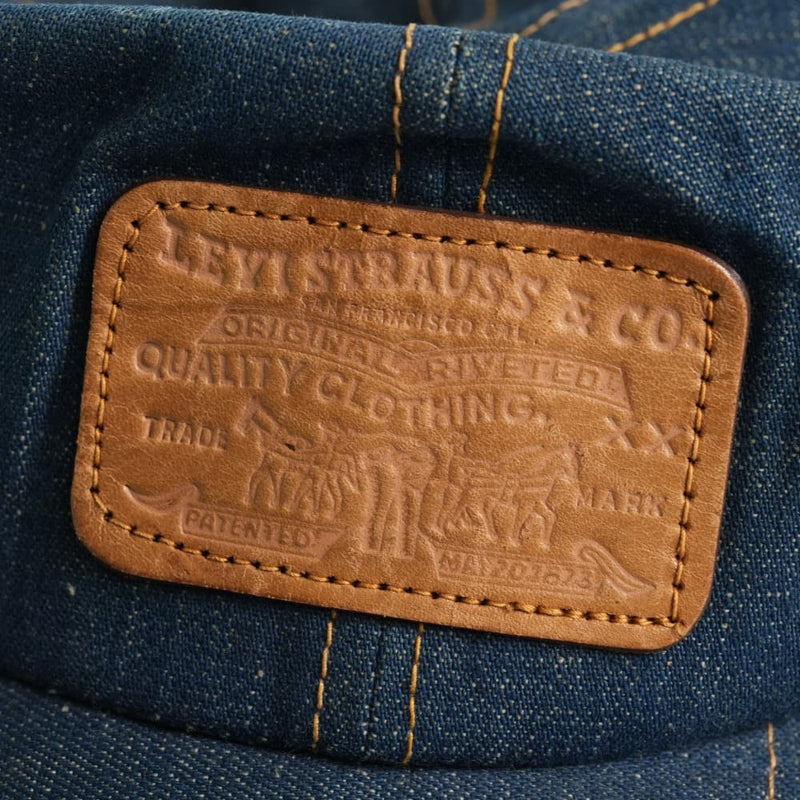 LEVI STRAUSS & CO.
SAN FRANCISCO CAL
ORIGINAL RIVETED
QUALITY CLOTHING. XX
TRADE MARK
PATENTED
MAY 20 1873